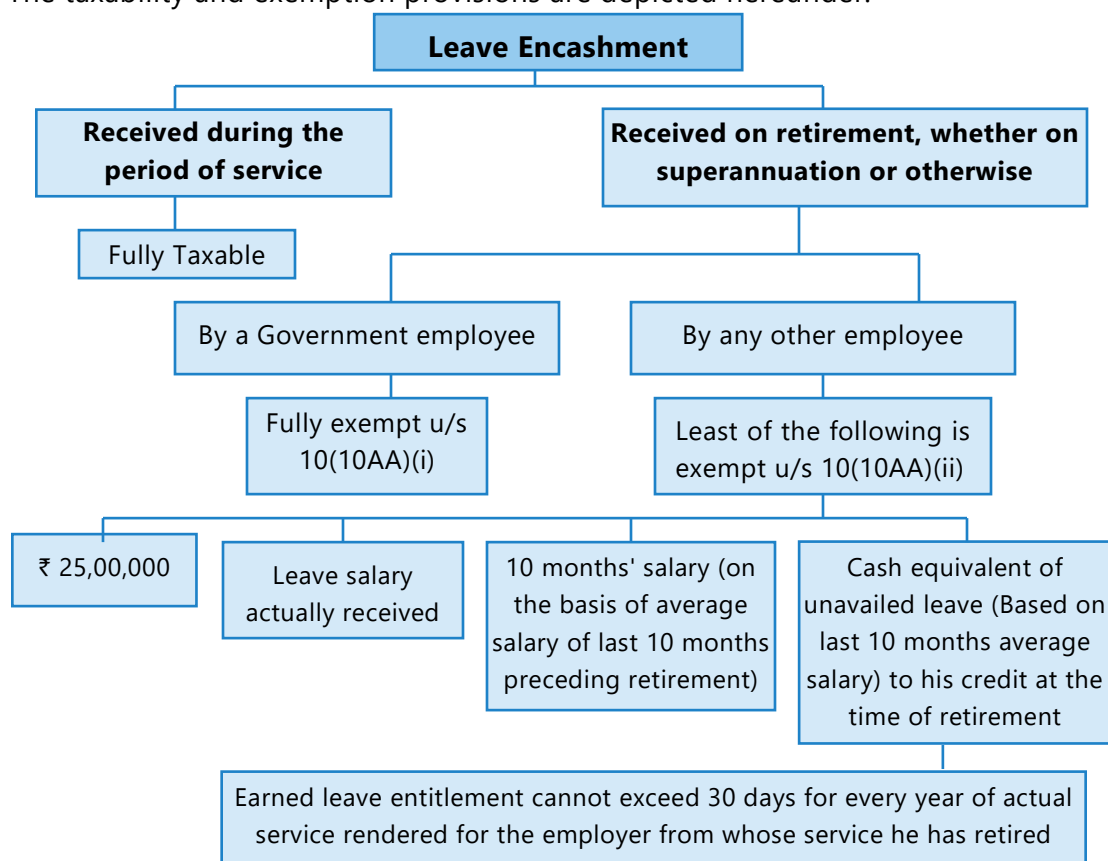 The taxability and exemption provisions are depicted hereunder:
Leave Encashment
Received during the
period of service
Received on retirement, whether on
superannuation or otherwise
Fully Taxable
By a Government employee
By any other employee
Fully exempt u/s
10(10AA)(i)
Least of the following is
exempt u/s 10(10AA)(ii)
₹ 25,00,000
Leave salary
actually received
10 months' salary (on
the basis of average
salary of last 10 months
preceding retirement)
Cash equivalent of
unavailed leave (Based on
last 10 months average
salary) to his credit at the
time of retirement
Earned leave entitlement cannot exceed 30 days for every year of actual
service rendered for the employer from whose service he has retired